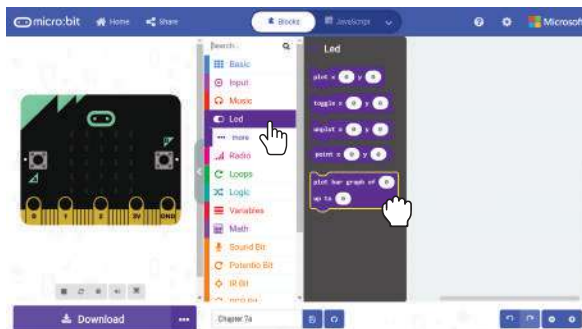 micro:bit Home Share Blocks JavaScript Microsoft
Search...
Basic
Input
Music
Led
more
Radio
Loops
Logic
Variables
Math
Sound Bit
Potentio Bit
IR Bit
Led
plot x 0 y 0
toggle x 0 y 0
unplot x 0 y 0
point x 0 y 0
plot bar graph of 0
up to 0
0 1 2 3V GND
Download
Chapter 7a